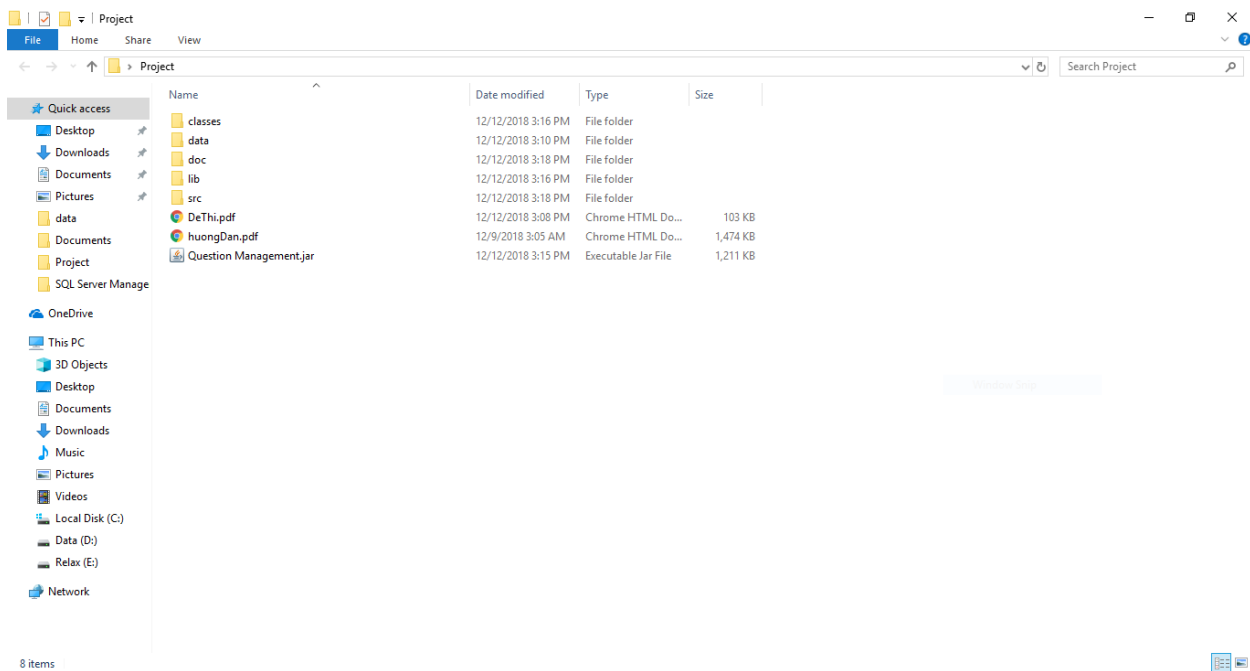 Project
File Home Share View
Project Search Project
Name Date modified Type Size
Quick access
Desktop
Downloads
Documents
Pictures
data
Documents
Project
SQL Server Manage
OneDrive
This PC
3D Objects
Desktop
Documents
Downloads
Music
Pictures
Videos
Local Disk (C:)
Data (D:)
Relax (E:)
Network
classes 12/12/2018 3:16 PM File folder
data 12/12/2018 3:10 PM File folder
doc 12/12/2018 3:18 PM File folder
lib 12/12/2018 3:16 PM File folder
src 12/12/2018 3:18 PM File folder
DeThi.pdf 12/12/2018 3:08 PM Chrome HTML Do... 103 KB
huongDan.pdf 12/9/2018 3:05 AM Chrome HTML Do... 1,474 KB
Question Management.jar 12/12/2018 3:15 PM Executable Jar File 1,211 KB
Window Snip
8 items